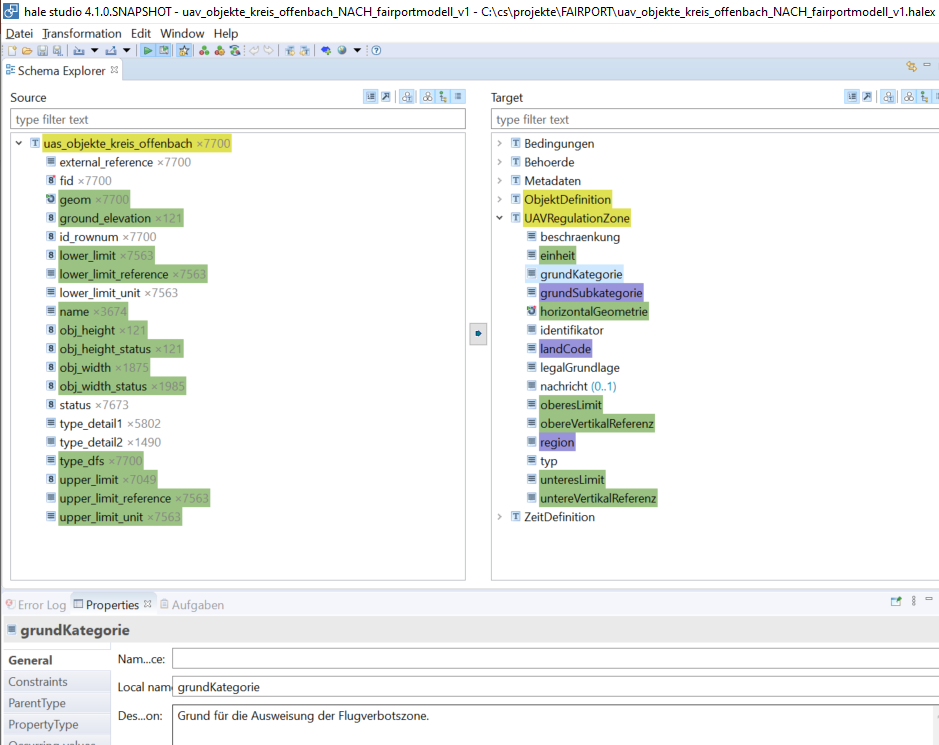 hale studio 4.1.0.SNAPSHOT - uav_objekte_kreis_offenbach_NACH_fairportmodell_v1 - C:\cs\projekte\FAIRPORT\uav_objekte_kreis_offenbach_NACH_fairportmodell_v1.halex
Datei Transformation Edit Window Help
Schema Explorer
Source
type filter text
uas_objekte_kreis_offenbach ×7700
external_reference ×7700
fid ×7700
geom ×7700
ground_elevation ×121
id_rownum ×7700
lower_limit ×7563
lower_limit_reference ×7563
lower_limit_unit ×7563
name ×3674
obj_height ×121
obj_height_status ×121
obj_width ×1875
obj_width_status ×1985
status ×7673
type_detail1 ×5802
type_detail2 ×1490
type_dfs ×7700
upper_limit ×7049
upper_limit_reference ×7563
upper_limit_unit ×7563
Target
type filter text
Bedingungen
Behoerde
Metadaten
ObjektDefinition
UAVRegulationZone
beschraenkung
einheit
grundKategorie
grundSubkategorie
horizontalGeometrie
identifikator
landCode
legalGrundlage
nachricht (0..1)
oberesLimit
obereVertikalReferenz
region
typ
unteresLimit
untereVertikalReferenz
ZeitDefinition
Error Log Properties Aufgaben
grundKategorie
General
Constraints
ParentType
PropertyType
Occurring values
Nam...ce:
Local name grundKategorie
Des...on: Grund für die Ausweisung der Flugverbotszone.